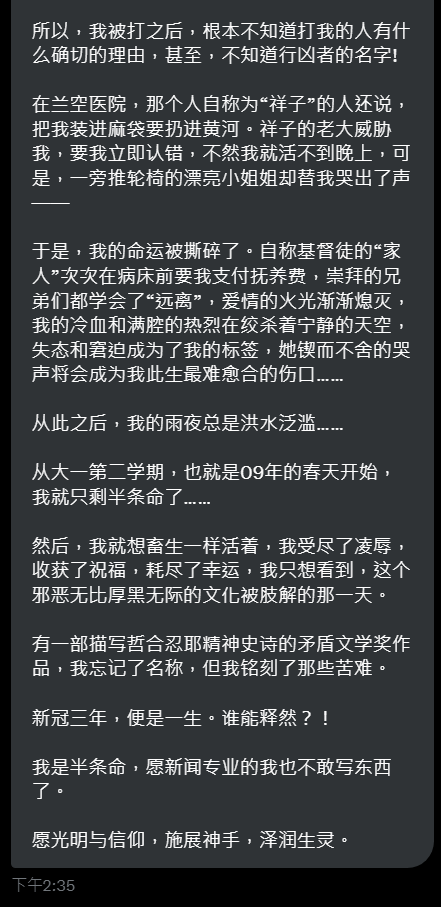 所以，我被打之后，根本不知道打我的人有什
么确切的理由，甚至，不知道行凶者的名字!
在兰空医院，那个人自称为“祥子”的人还说，
把我装进麻袋要扔进黄河。祥子的老大威胁
我，要我立即认错，不然我就活不到晚上，可
是，一旁推轮椅的漂亮小姐姐却替我哭出了声
——
于是，我的命运被撕碎了。自称基督徒的“家
人”次次在病床前要我支付抚养费，崇拜的兄
弟们都学会了“远离”，爱情的火光渐渐熄灭，
我的冷血和满腔的热烈在绞杀着宁静的天空，
失态和窘迫成为了我的标签，她锲而不舍的哭
声将会成为我此生最难愈合的伤口......
从此之后，我的雨夜总是洪水泛滥......
从大一第二学期，也就是09年的春天开始，
我就只剩半条命了......
然后，我就想畜生一样活着，我受尽了凌辱，
收获了祝福，耗尽了幸运，我只想看到，这个
邪恶无比厚黑无际的文化被肢解的那一天。
有一部描写哲合忍耶精神史诗的矛盾文学奖作
品，我忘记了名称，但我铭刻了那些苦难。
新冠三年，便是一生。谁能释然？！
我是半条命，愿新闻专业的我也不敢写东西
了。
愿光明与信仰，施展神手，泽润生灵。
下午2:35